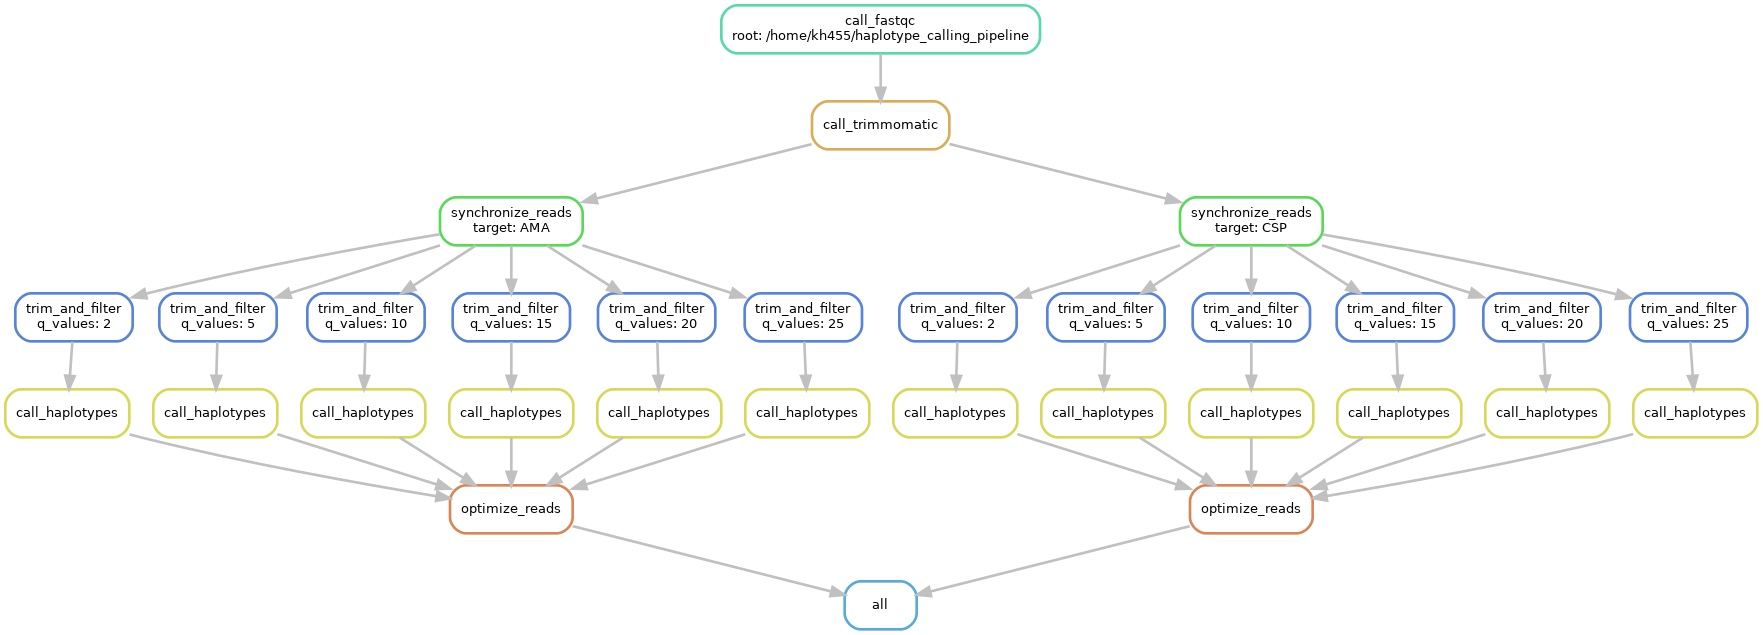 call_fastqc
root: /home/kh455/haplotype_calling_pipeline
call_trimmomatic
synchronize_reads
target: AMA
synchronize_reads
target: CSP
trim_and_filter
q_values: 2
trim_and_filter
q_values: 5
trim_and_filter
q_values: 10
trim_and_filter
q_values: 15
trim_and_filter
q_values: 20
trim_and_filter
q_values: 25
trim_and_filter
q_values: 2
trim_and_filter
q_values: 5
trim_and_filter
q_values: 10
trim_and_filter
q_values: 15
trim_and_filter
q_values: 20
trim_and_filter
q_values: 25
call_haplotypes
call_haplotypes
call_haplotypes
call_haplotypes
call_haplotypes
call_haplotypes
call_haplotypes
call_haplotypes
call_haplotypes
call_haplotypes
call_haplotypes
call_haplotypes
optimize_reads
optimize_reads
all